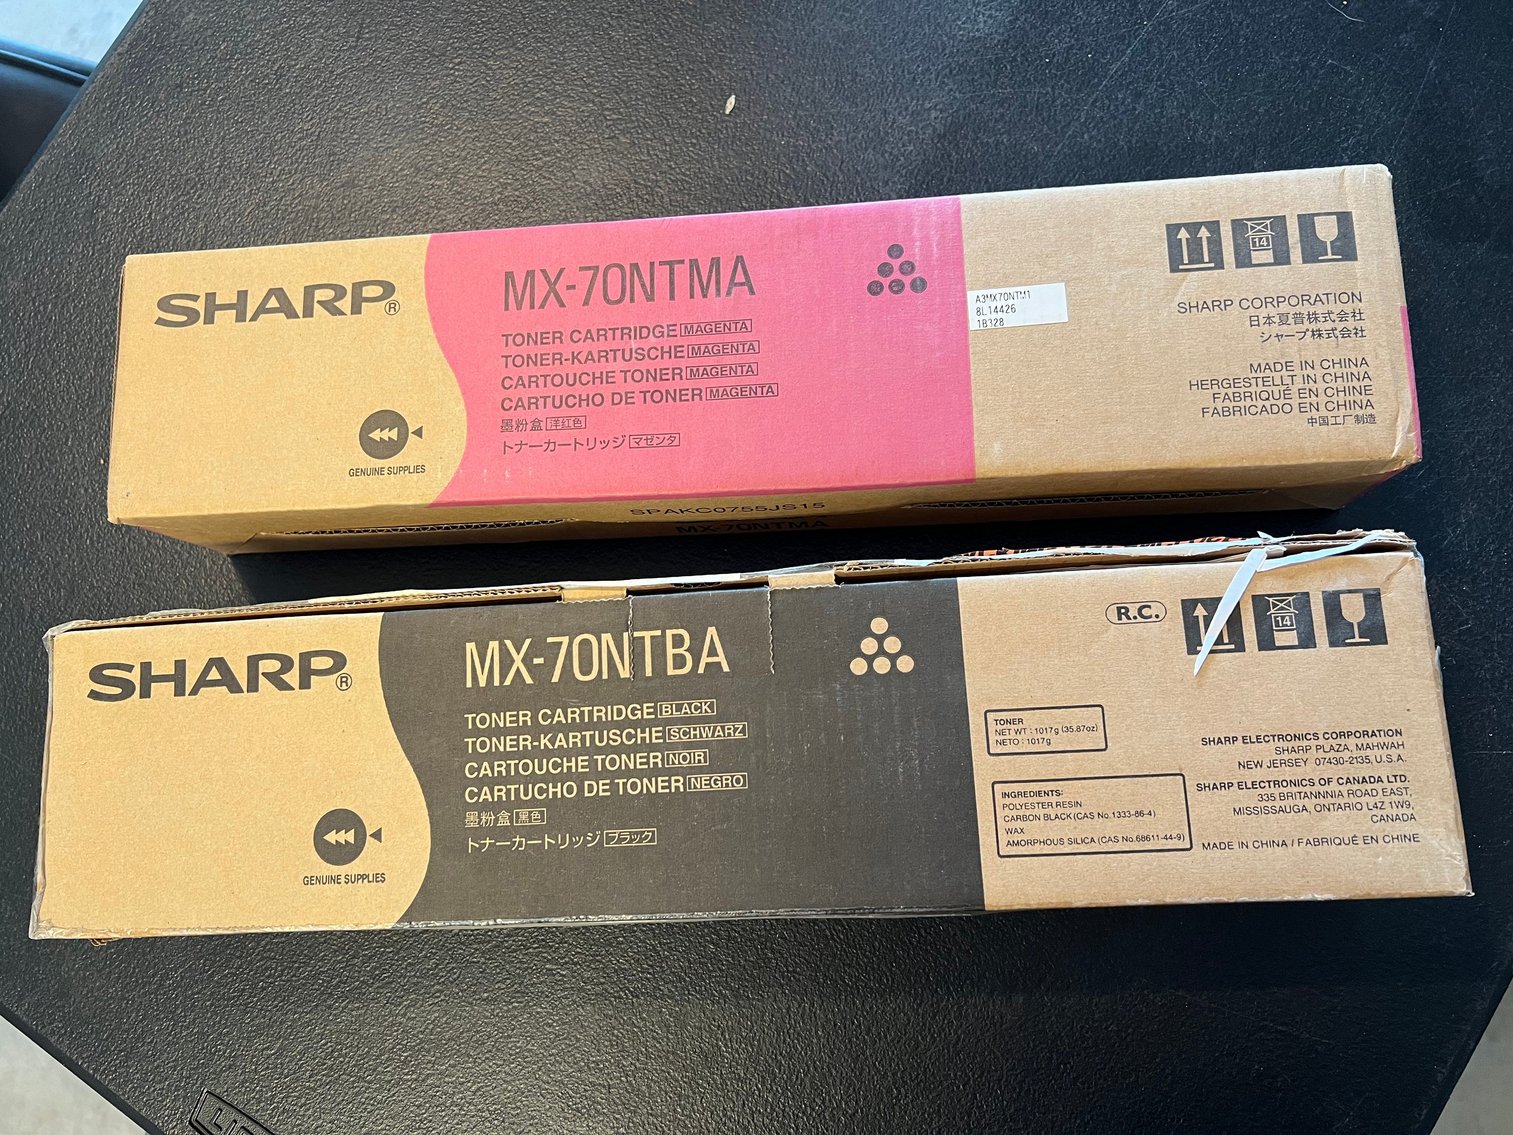 SHARP®
MX-70NTMA
TONER CARTRIDGE MAGENTA
TONER-KARTUSCHE MAGENTA
CARTOUCHE TONER MAGENTA
CARTUCHO DE TONER MAGENTA
墨粉盒 洋红色
トナーカートリッジ マゼンタ
GENUINE SUPPLIES
A3MX70NTM1
8L14426
1B328
14
SHARP CORPORATION
日本夏普株式会社
シャープ株式会社
MADE IN CHINA
HERGESTELLT IN CHINA
FABRIQUÉ EN CHINE
FABRICADO EN CHINA
中国工厂制造
SPAKC0755JS15
MX-70NTMA
SHARP®
MX-70NTBA
TONER CARTRIDGE BLACK
TONER-KARTUSCHE SCHWARZ
CARTOUCHE TONER NOIR
CARTUCHO DE TONER NEGRO
墨粉盒 黑色
トナーカートリッジ ブラック
GENUINE SUPPLIES
R.C.
14
TONER
NET WT : 1017g (35.87oz)
NETO : 1017g
INGREDIENTS:
POLYESTER RESIN
CARBON BLACK (CAS No.1333-86-4)
WAX
AMORPHOUS SILICA (CAS No.68611-44-9)
SHARP ELECTRONICS CORPORATION
SHARP PLAZA, MAHWAH
NEW JERSEY 07430-2135, U.S.A.
SHARP ELECTRONICS OF CANADA LTD.
335 BRITANNNIA ROAD EAST,
MISSISSAUGA, ONTARIO L4Z 1W9,
CANADA
MADE IN CHINA / FABRIQUÉ EN CHINE